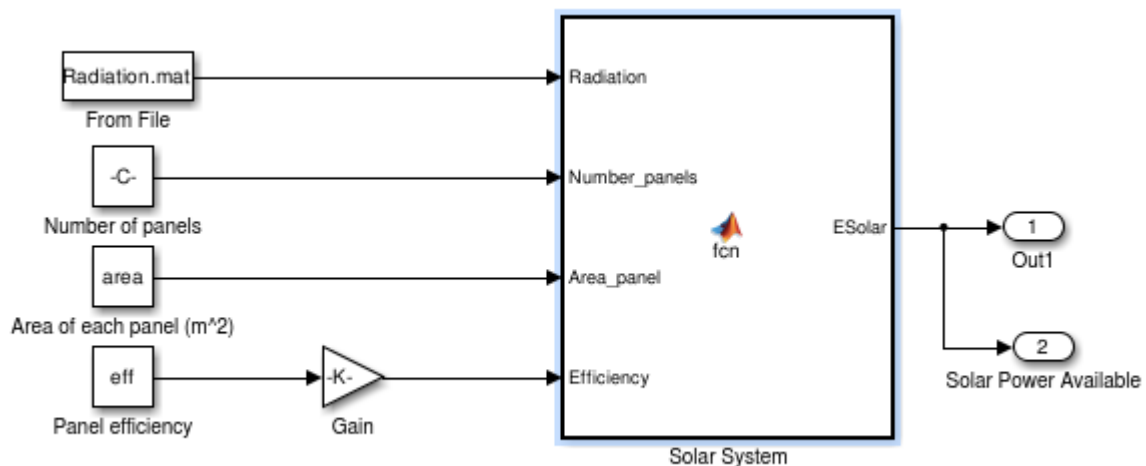 Radiation.mat
From File
-C-
Number of panels
area
Area of each panel (m^2)
eff
Panel efficiency
-K-
Gain
Radiation
Number_panels
Area_panel
Efficiency
fcn
ESolar
Solar System
1
Out1
2
Solar Power Available